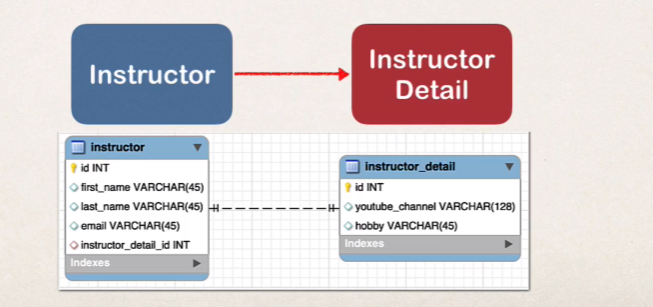 Instructor
Instructor
Detail
instructor
id INT
first_name VARCHAR(45)
last_name VARCHAR(45)
email VARCHAR(45)
instructor_detail_id INT
Indexes
instructor_detail
id INT
youtube_channel VARCHAR(128)
hobby VARCHAR(45)
Indexes